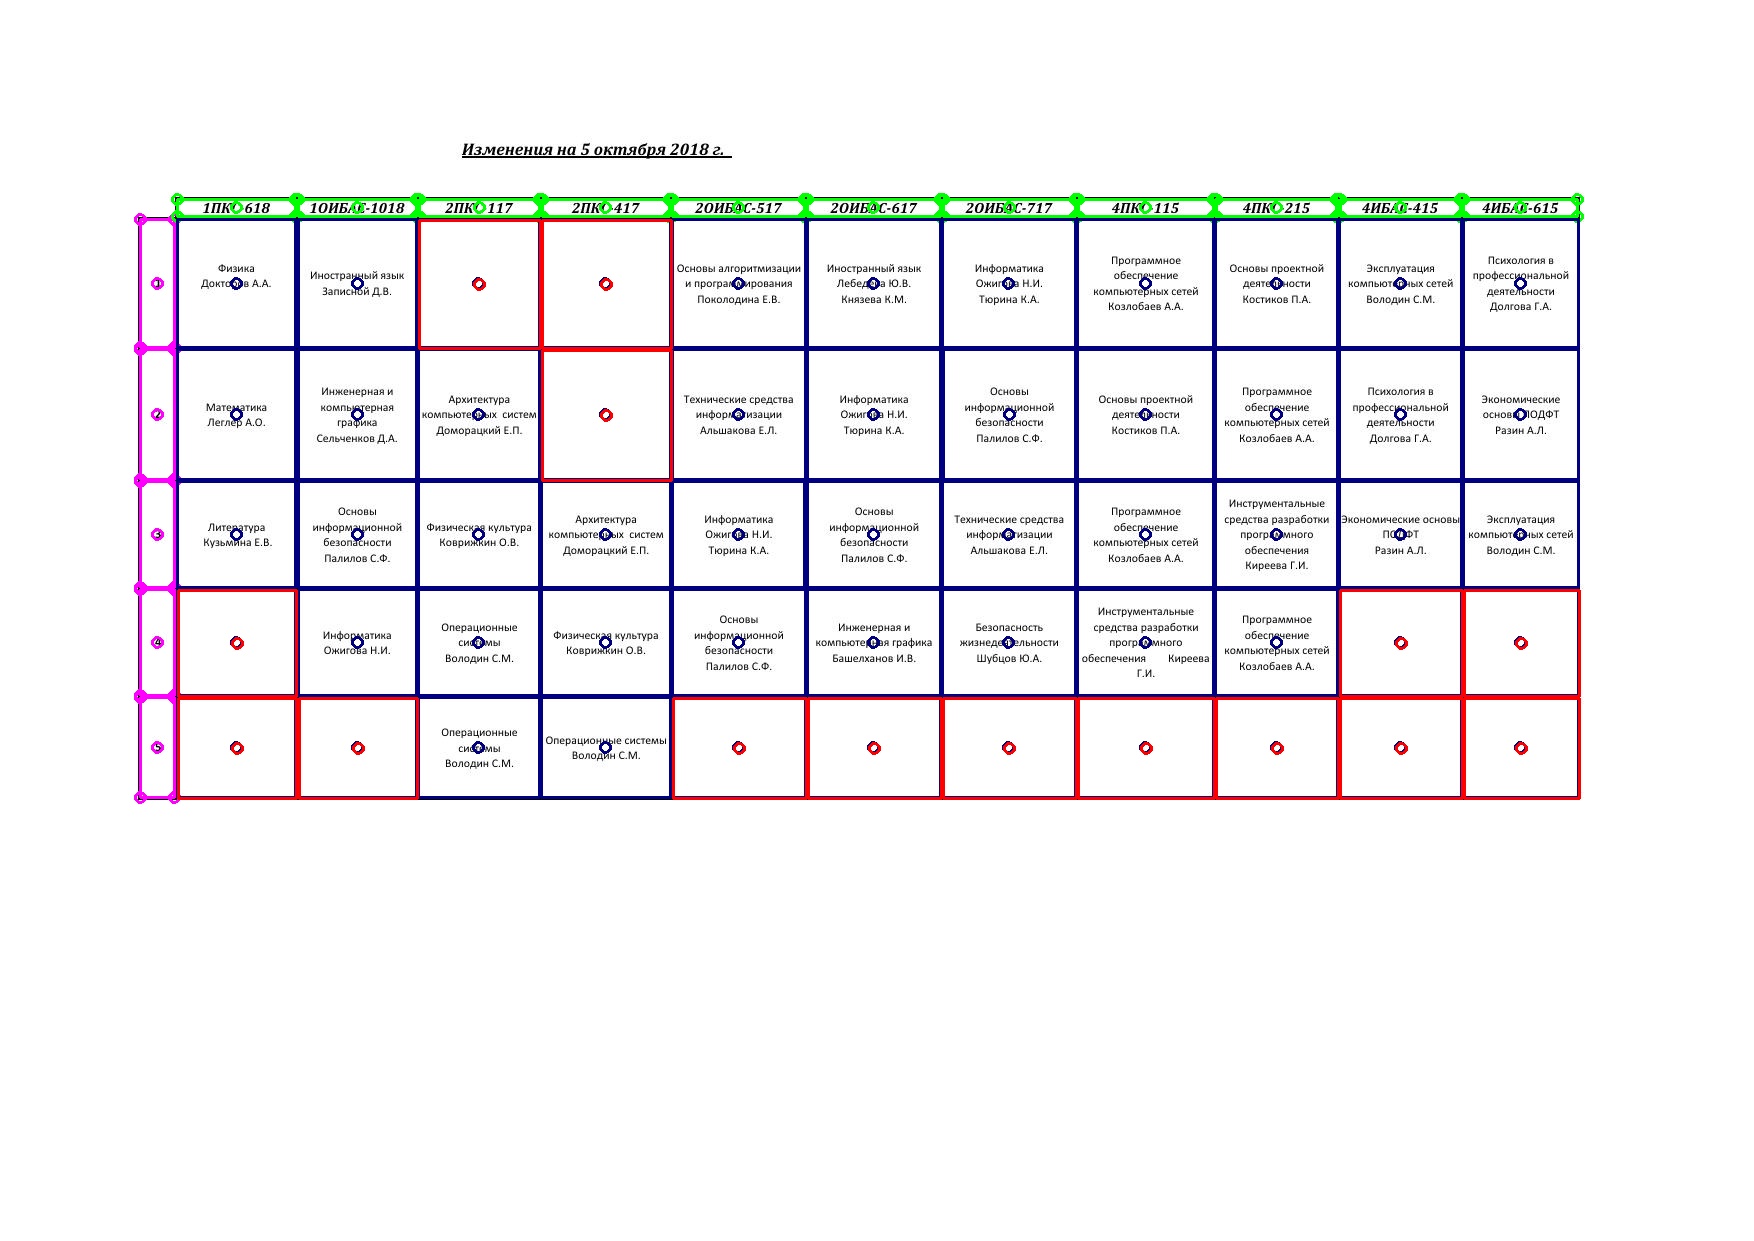 Изменения на 5 октября 2018 г.
1ПКС-618 1ОИБАС-1018 2ПКС-117 2ПКС-417 2ОИБАС-517 2ОИБАС-617 2ОИБАС-717 4ПКС-115 4ПКС-215 4ИБАС-415 4ИБАС-615
1
Физика
Докторов А.А.
Иностранный язык
Записной Д.В.
Основы алгоритмизации
и программирования
Поколодина Е.В.
Иностранный язык
Лебедева Ю.В.
Князева К.М.
Информатика
Ожигова Н.И.
Тюрина К.А.
Программное
обеспечение
компьютерных сетей
Козлобаев А.А.
Основы проектной
деятельности
Костиков П.А.
Эксплуатация
компьютерных сетей
Володин С.М.
Психология в
профессиональной
деятельности
Долгова Г.А.
2
Математика
Леглер А.О.
Инженерная и
компьютерная
графика
Сельченков Д.А.
Архитектура
компьютерных систем
Доморацкий Е.П.
Технические средства
информатизации
Альшакова Е.Л.
Информатика
Ожигова Н.И.
Тюрина К.А.
Основы
информационной
безопасности
Палилов С.Ф.
Основы проектной
деятельности
Костиков П.А.
Программное
обеспечение
компьютерных сетей
Козлобаев А.А.
Психология в
профессиональной
деятельности
Долгова Г.А.
Экономические
основы ПОДФТ
Разин А.Л.
3
Литература
Кузьмина Е.В.
Основы
информационной
безопасности
Палилов С.Ф.
Физическая культура
Коврижкин О.В.
Архитектура
компьютерных систем
Доморацкий Е.П.
Информатика
Ожигова Н.И.
Тюрина К.А.
Основы
информационной
безопасности
Палилов С.Ф.
Технические средства
информатизации
Альшакова Е.Л.
Программное
обеспечение
компьютерных сетей
Козлобаев А.А.
Инструментальные
средства разработки
программного
обеспечения
Киреева Г.И.
Экономические основы
ПОДФТ
Разин А.Л.
Эксплуатация
компьютерных сетей
Володин С.М.
4
Информатика
Ожигова Н.И.
Операционные
системы
Володин С.М.
Физическая культура
Коврижкин О.В.
Основы
информационной
безопасности
Палилов С.Ф.
Инженерная и
компьютерная графика
Башелханов И.В.
Безопасность
жизнедеятельности
Шубцов Ю.А.
Инструментальные
средства разработки
программного
обеспечения Киреева
Г.И.
Программное
обеспечение
компьютерных сетей
Козлобаев А.А.
5
Операционные
системы
Володин С.М.
Операционные системы
Володин С.М.